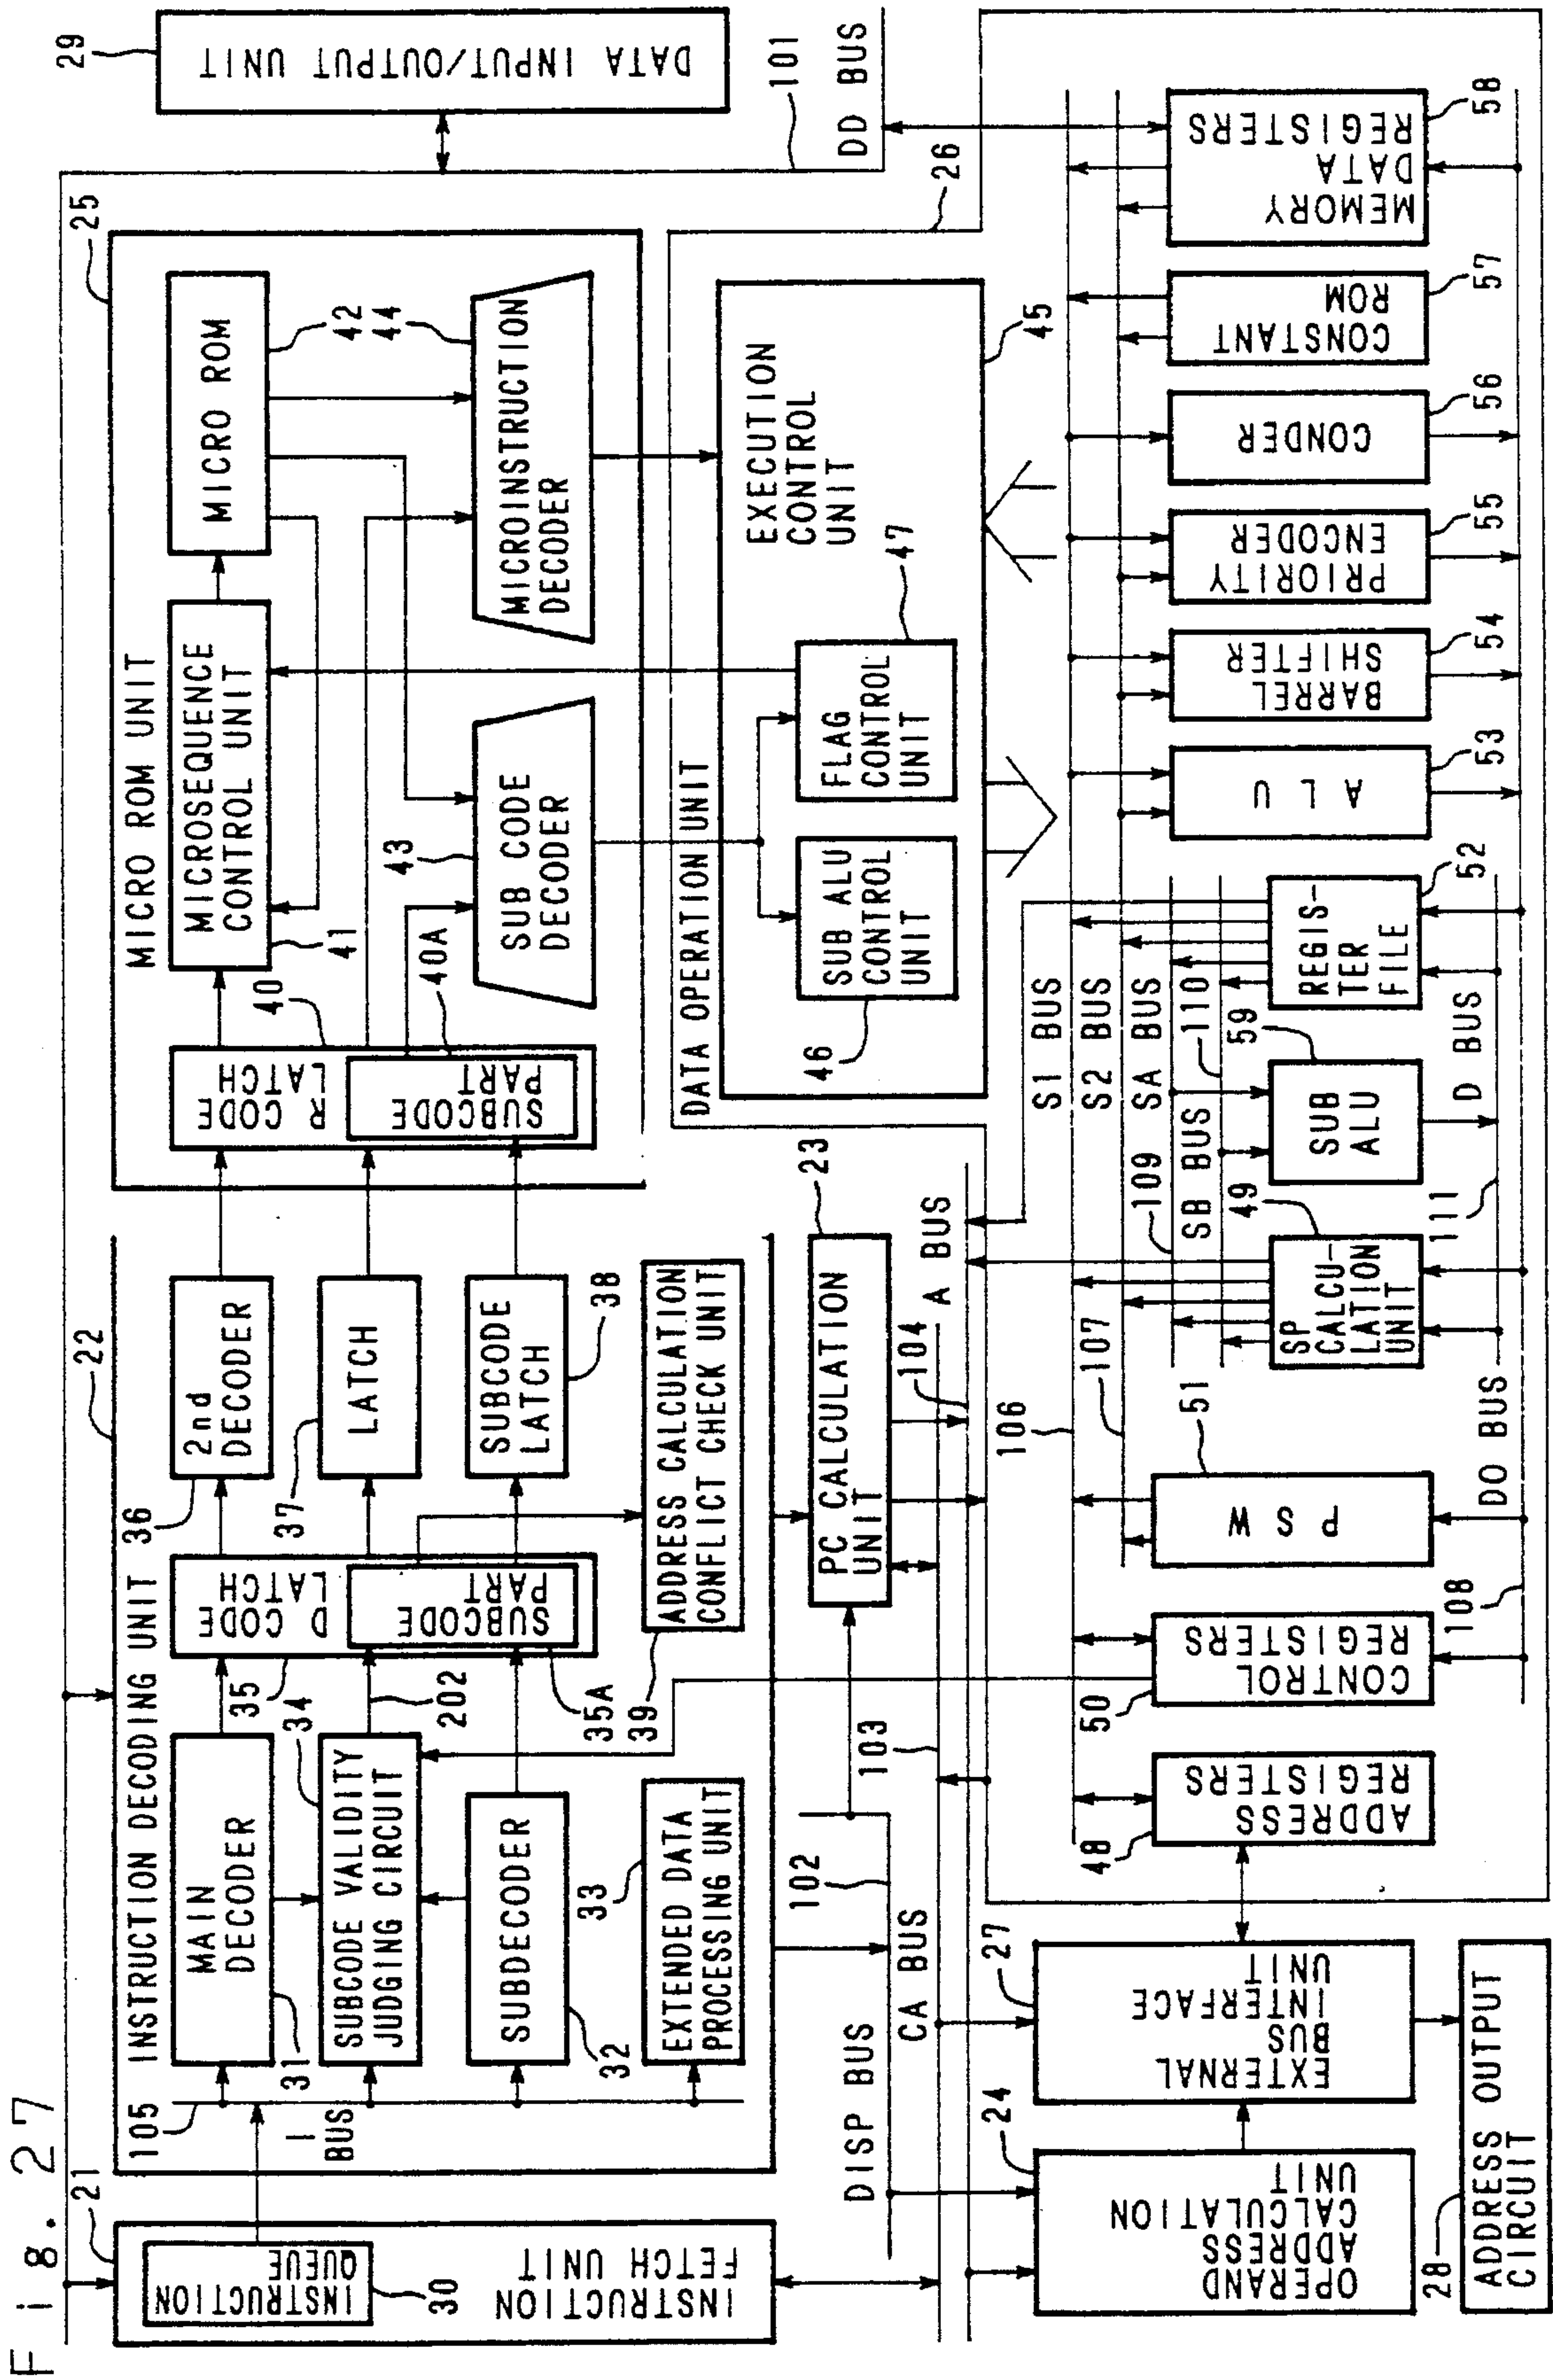 Fig. 27
21
INSTRUCTION
QUEUE
30
INSTRUCTION
FETCH UNIT
22
INSTRUCTION DECODING UNIT
105
I
BUS
MAIN
DECODER
31
SUBCODE VALIDITY
JUDGING CIRCUIT
34
SUBDECODER
32
EXTENDED DATA
PROCESSING UNIT
33
35
202
D CODE
LATCH
SUBCODE
PART
35A
36
2nd
DECODER
37
LATCH
SUBCODE
LATCH
38
39
ADDRESS CALCULATION
CONFLICT CHECK UNIT
25
MICRO ROM UNIT
R CODE
LATCH
40
SUBCODE
PART
40A
MICROSEQUENCE
CONTROL UNIT
41
MICRO ROM
42
43
SUB CODE
DECODER
44
MICROINSTRUCTION
DECODER
29
DATA INPUT/OUTPUT UNIT
101
DD BUS
26
DATA OPERATION UNIT
EXECUTION
CONTROL
UNIT
45
46
SUB ALU
CONTROL
UNIT
47
FLAG
CONTROL
UNIT
23
PC CALCULATION
UNIT
DISP BUS
102
CA BUS
103
A BUS
104
24
OPERAND
ADDRESS
CALCULATION
UNIT
27
EXTERNAL
BUS
INTERFACE
UNIT
28
ADDRESS OUTPUT
CIRCUIT
S1 BUS
106
S2 BUS
107
SA BUS
109
SB BUS
110
48
ADDRESS
REGISTERS
50
CONTROL
REGISTERS
108
51
PSW
DO BUS
49
SP
CALCU-
LATION
UNIT
111
59
SUB
ALU
D BUS
52
REGIS-
TER
FILE
53
ALU
54
BARREL
SHIFTER
55
PRIORITY
ENCODER
56
CONDER
57
CONSTANT
ROM
58
MEMORY
DATA
REGISTERS